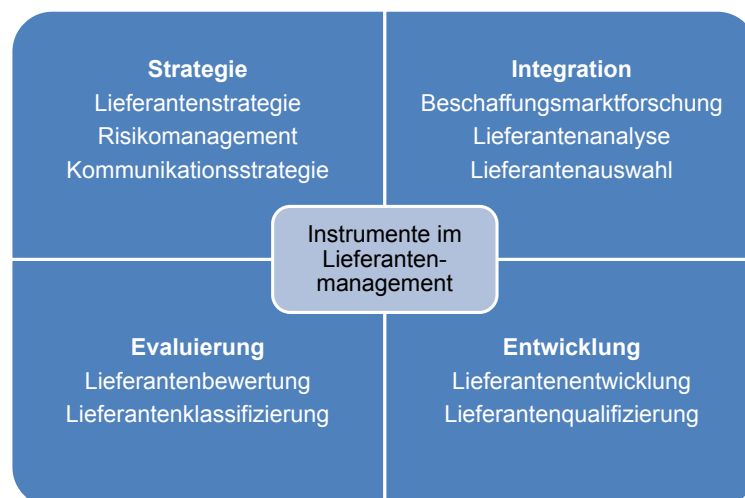 Strategie
Lieferantenstrategie
Risikomanagement
Kommunikationsstrategie
Integration
Beschaffungsmarktforschung
Lieferantenanalyse
Lieferantenauswahl
Instrumente im
Lieferanten-
management
Evaluierung
Lieferantenbewertung
Lieferantenklassifizierung
Entwicklung
Lieferantenentwicklung
Lieferantenqualifizierung